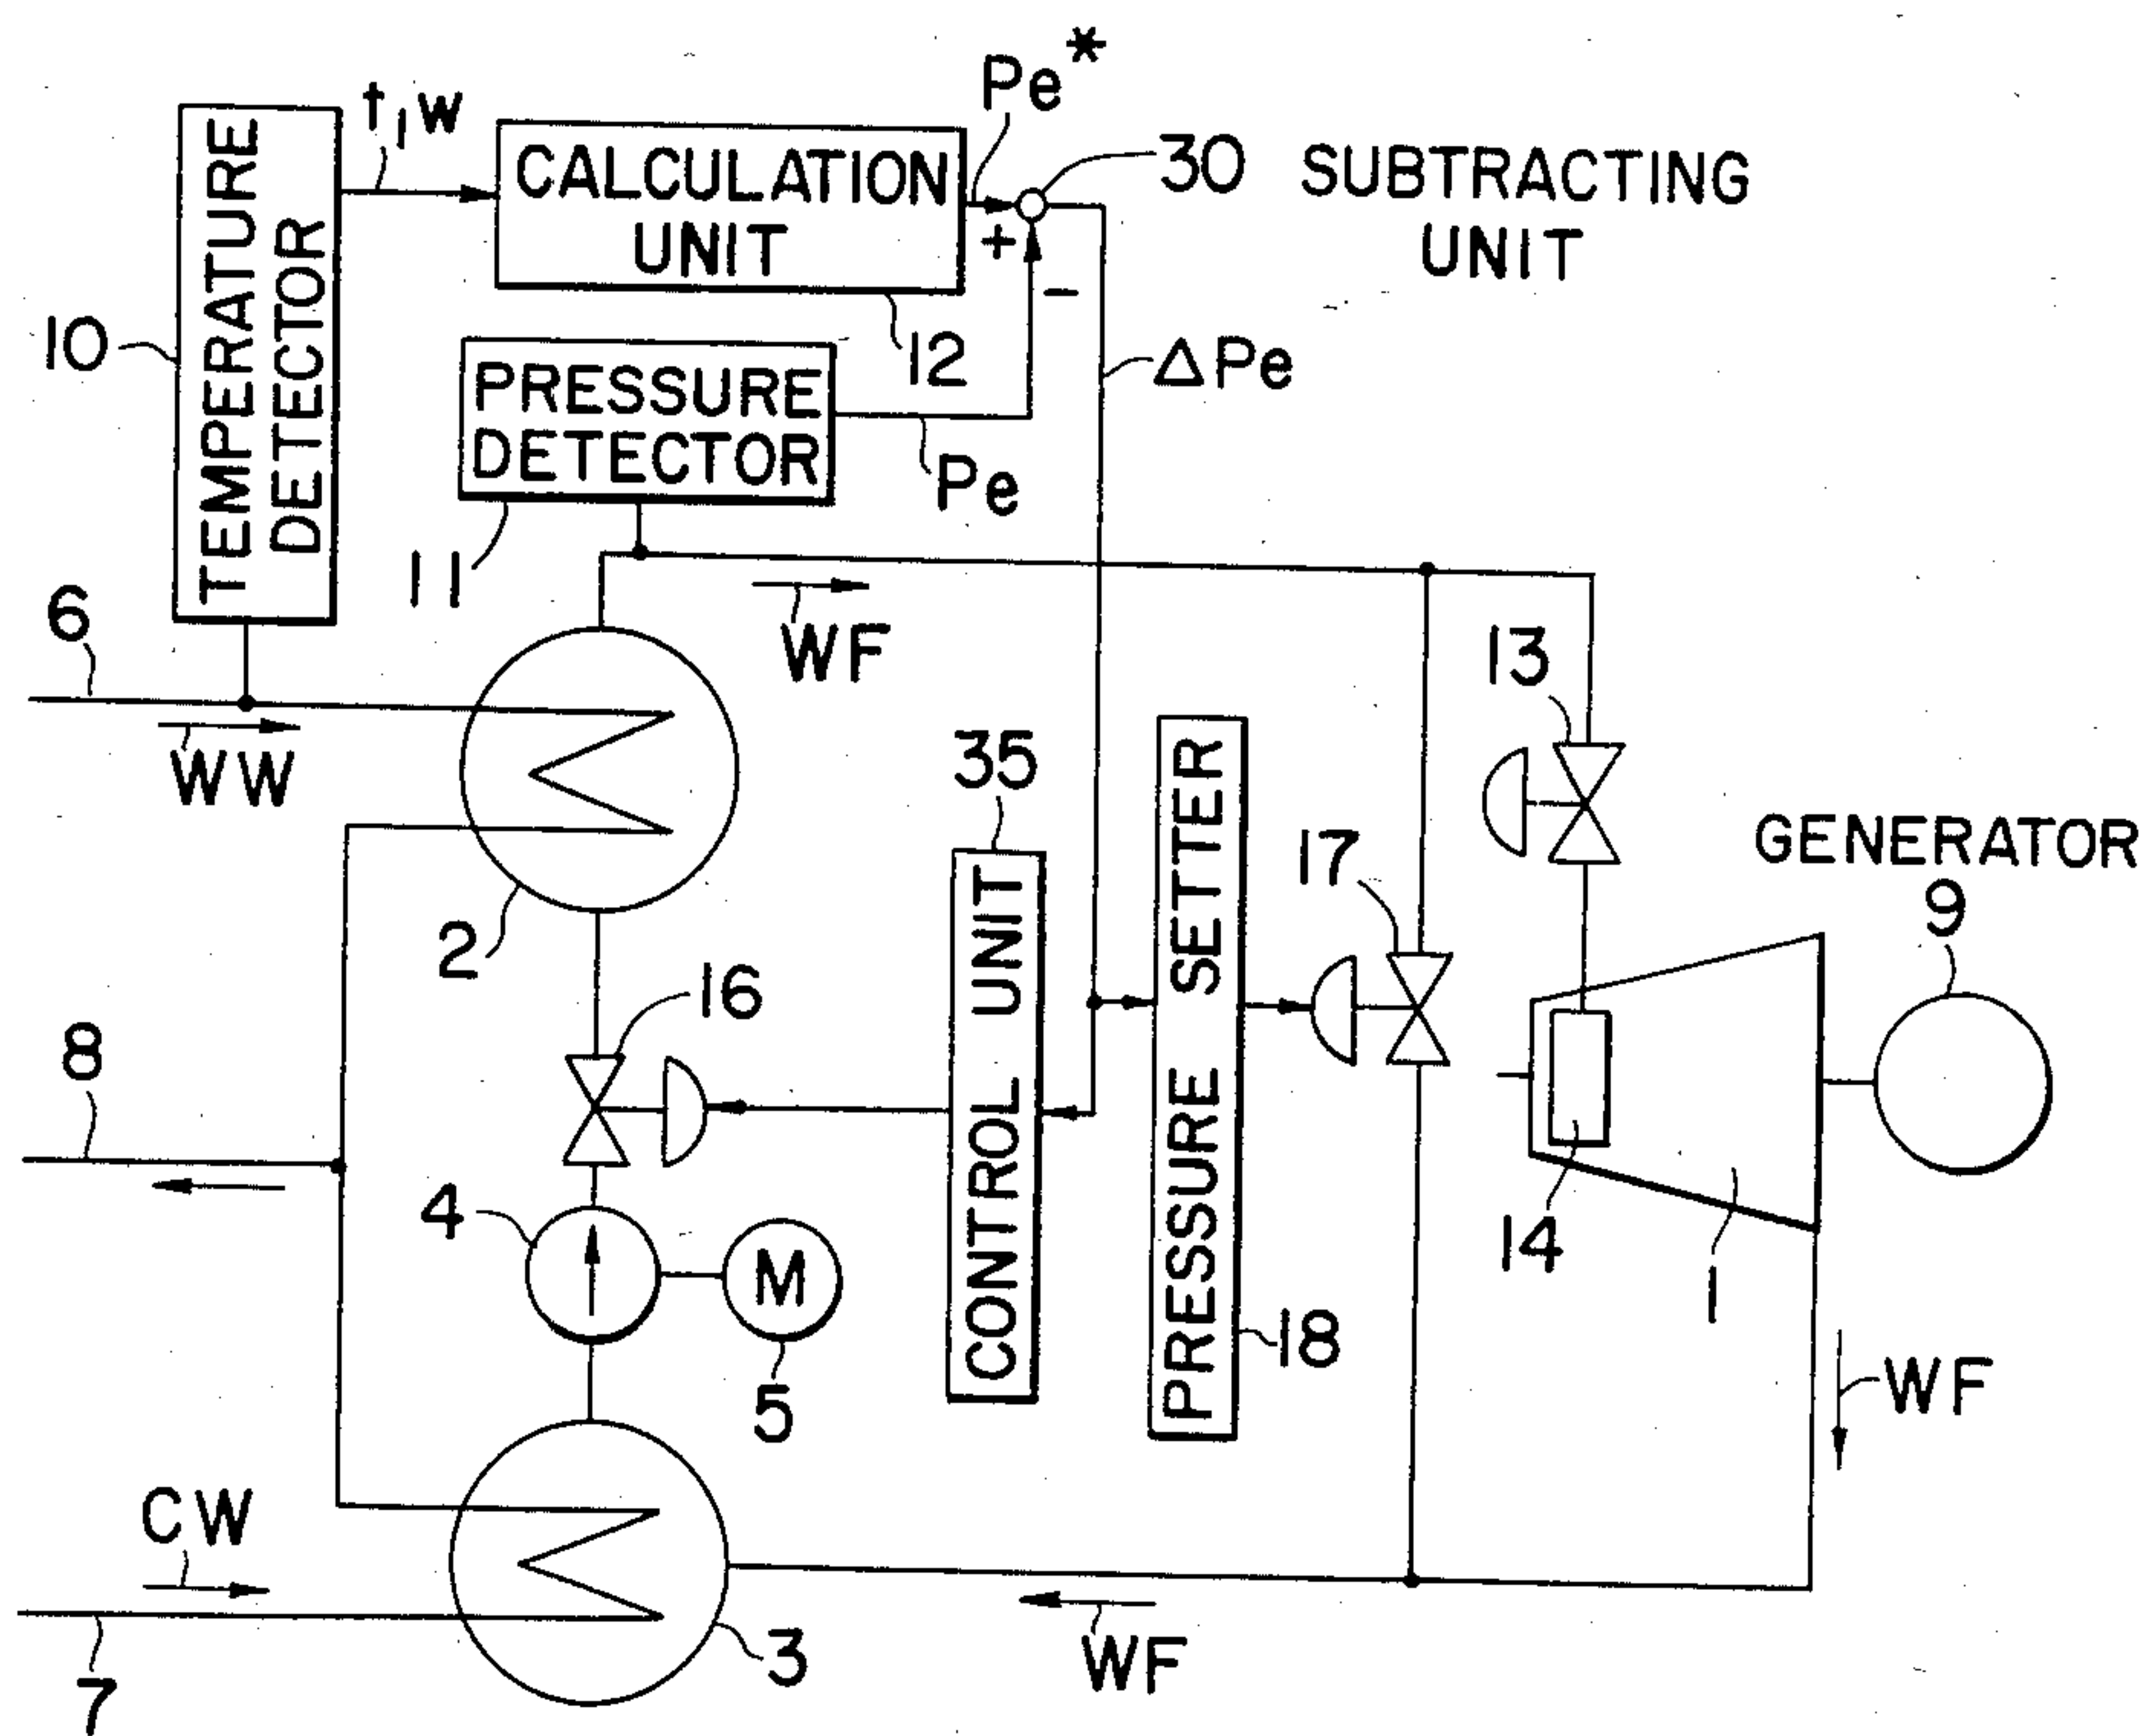 Pe*
t₁w
CALCULATION
UNIT
30 SUBTRACTING
UNIT
+
-
TEMPERATURE
DETECTOR
10
12
PRESSURE
DETECTOR
ΔPe
Pe
11
6
WF
13
WW
35
17
GENERATOR
9
2
16
PRESSURE SETTER
CONTROL UNIT
8
4
M
14
1
18
5
WF
CW
3
WF
7